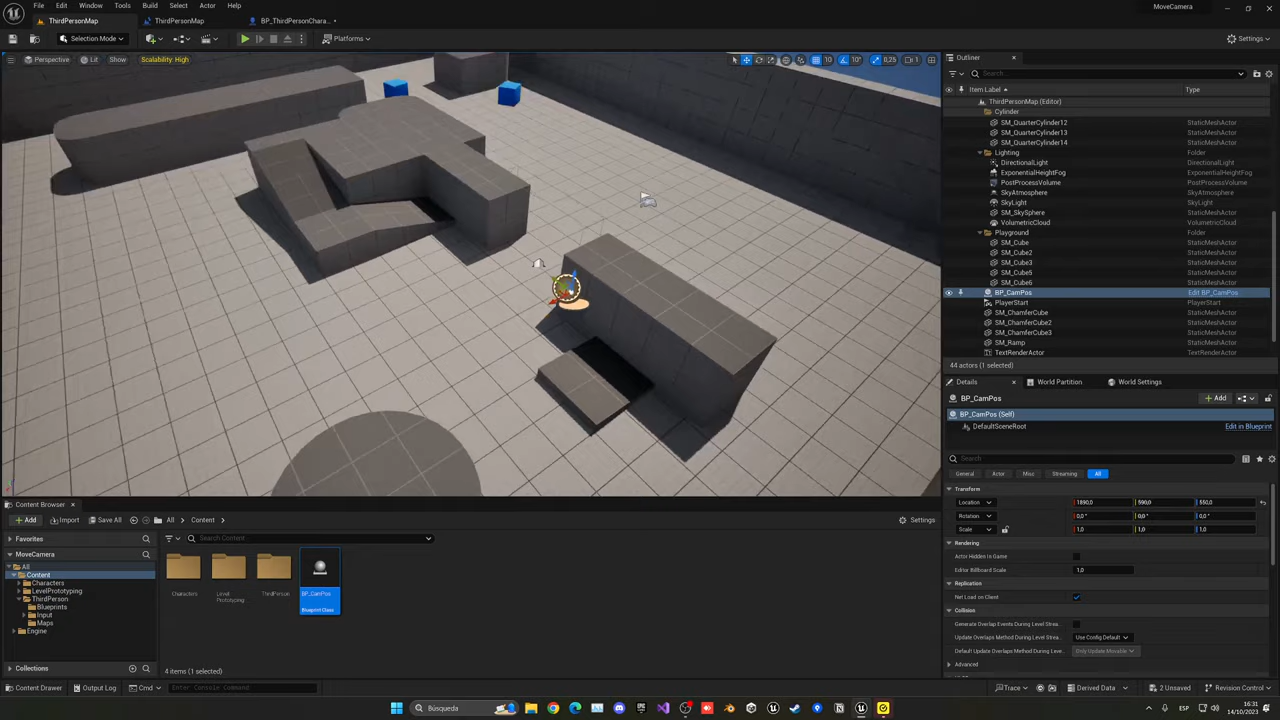 File Edit Window Tools Build Select Actor Help
MoveCamera
ThirdPersonMap ThirdPersonMap BP_ThirdPersonChara...
Selection Mode Platforms Settings
Perspective Lit Show Scalability: High 10 10° 0,25 1
Outliner
Search...
Item Label Type
ThirdPersonMap (Editor)
Cylinder
SM_QuarterCylinder12 StaticMeshActor
SM_QuarterCylinder13 StaticMeshActor
SM_QuarterCylinder14 StaticMeshActor
Lighting Folder
DirectionalLight DirectionalLight
ExponentialHeightFog ExponentialHeightFog
PostProcessVolume PostProcessVolume
SkyAtmosphere SkyAtmosphere
SkyLight SkyLight
SM_SkySphere StaticMeshActor
VolumetricCloud VolumetricCloud
Playground Folder
SM_Cube StaticMeshActor
SM_Cube2 StaticMeshActor
SM_Cube3 StaticMeshActor
SM_Cube5 StaticMeshActor
SM_Cube6 StaticMeshActor
BP_CamPos Edit BP_CamPos
PlayerStart PlayerStart
SM_ChamferCube StaticMeshActor
SM_ChamferCube2 StaticMeshActor
SM_ChamferCube3 StaticMeshActor
SM_Ramp StaticMeshActor
TextRenderActor TextRenderActor
44 actors (1 selected)
Details World Partition World Settings
BP_CamPos Add
BP_CamPos (Self)
DefaultSceneRoot Edit in Blueprint
Search
General Actor Misc Streaming All
Transform
Location 1890,0 590,0 550,0
Rotation 0,0° 0,0° 0,0°
Scale 1,0 1,0 1,0
Rendering
Actor Hidden In Game
Editor Billboard Scale 1,0
Replication
Net Load on Client
Collision
Generate Overlap Events During Level Strea...
Update Overlaps Method During Level Strea... Use Config Default
Default Update Overlaps Method During Leve... Only Update Movable
Advanced
Content Browser
Add Import Save All All Content Settings
Favorites
MoveCamera
All
Content
Characters
LevelPrototyping
ThirdPerson
Blueprints
Input
Maps
Engine
Collections
Search Content
Characters
Level Prototyping
ThirdPerson
BP_CamPos
Blueprint Class
4 items (1 selected)
Content Drawer Output Log Cmd Enter Console Command Trace Derived Data 2 Unsaved Revision Control
Búsqueda ESP 16:31
14/10/2023